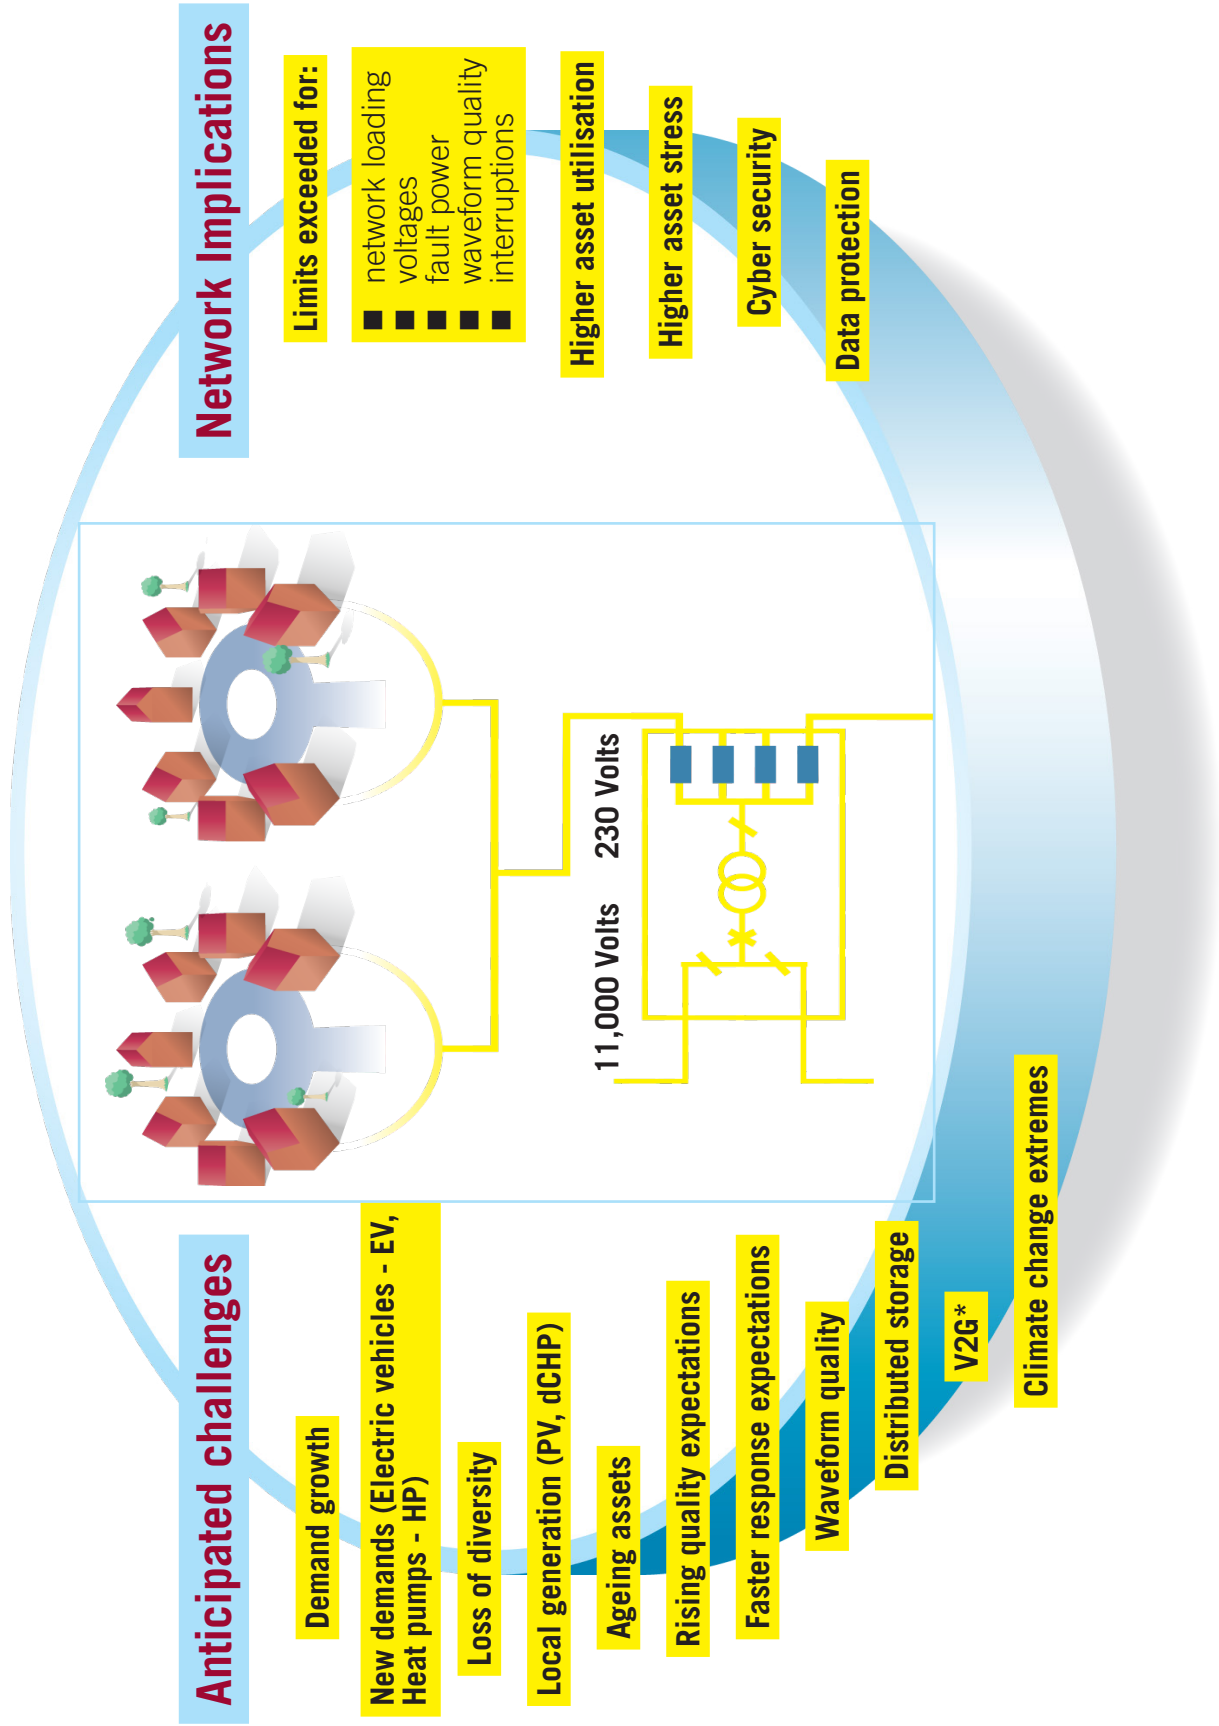 Anticipated challenges
Demand growth
New demands (Electric vehicles - EV,
Heat pumps - HP)
Loss of diversity
Local generation (PV, dCHP)
Ageing assets
Rising quality expectations
Faster response expectations
Waveform quality
Distributed storage
V2G*
Climate change extremes
11,000 Volts
230 Volts
Network Implications
Limits exceeded for:
■ network loading
■ voltages
■ fault power
■ waveform quality
■ interruptions
Higher asset utilisation
Higher asset stress
Cyber security
Data protection